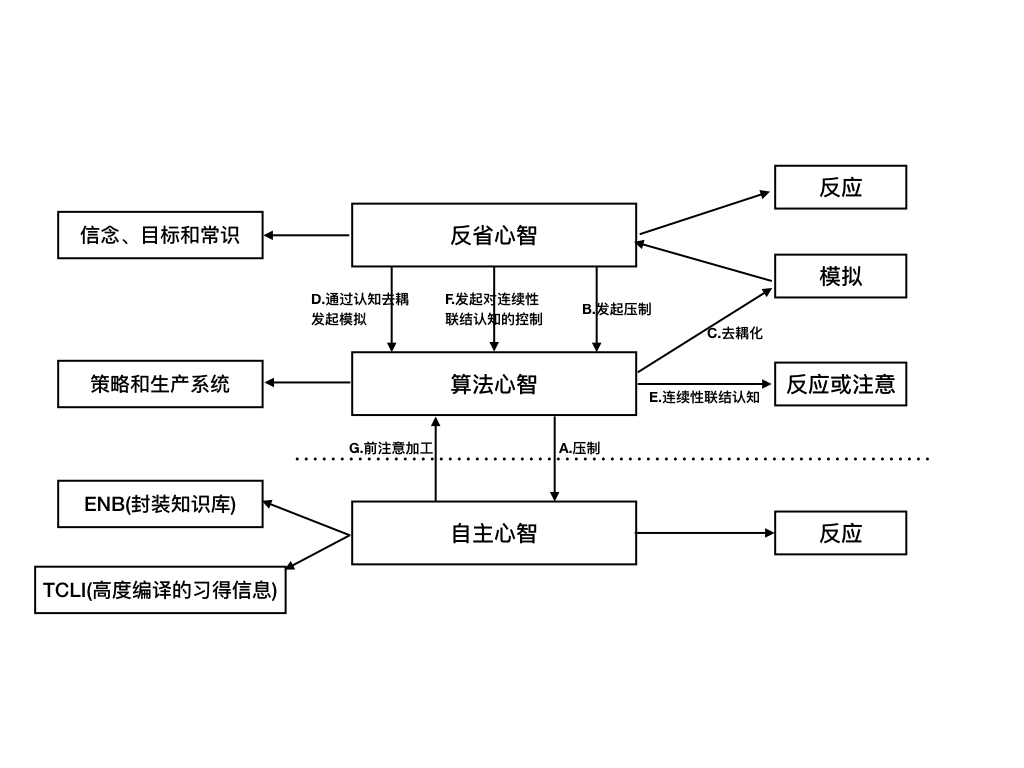 反应
信念、目标和常识
反省心智
模拟
D.通过认知去耦
发起模拟
F.发起对连续性
联结认知的控制
B.发起压制
C.去耦化
策略和生产系统
算法心智
反应或注意
E.连续性联结认知
G.前注意加工
A.压制
ENB(封装知识库)
自主心智
反应
TCLI(高度编译的习得信息)